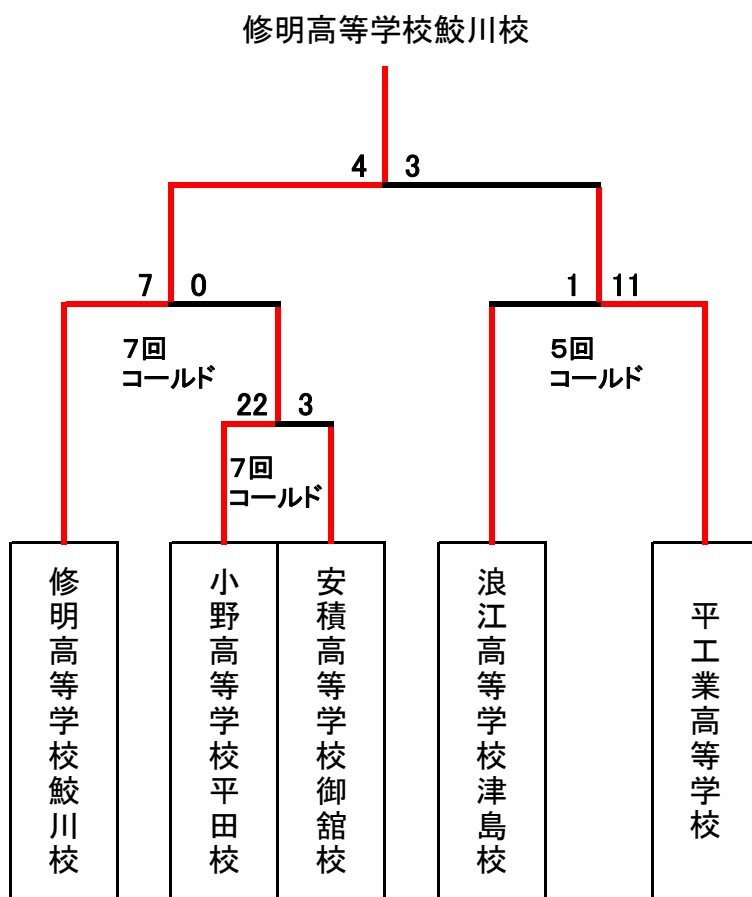 修明高等学校鮫川校
4 3
7 0
1 11
7回
コールド
5回
コールド
22 3
7回
コールド
修明高等学校鮫川校
小野高等学校平田校
安積高等学校御舘校
浪江高等学校津島校
平工業高等学校